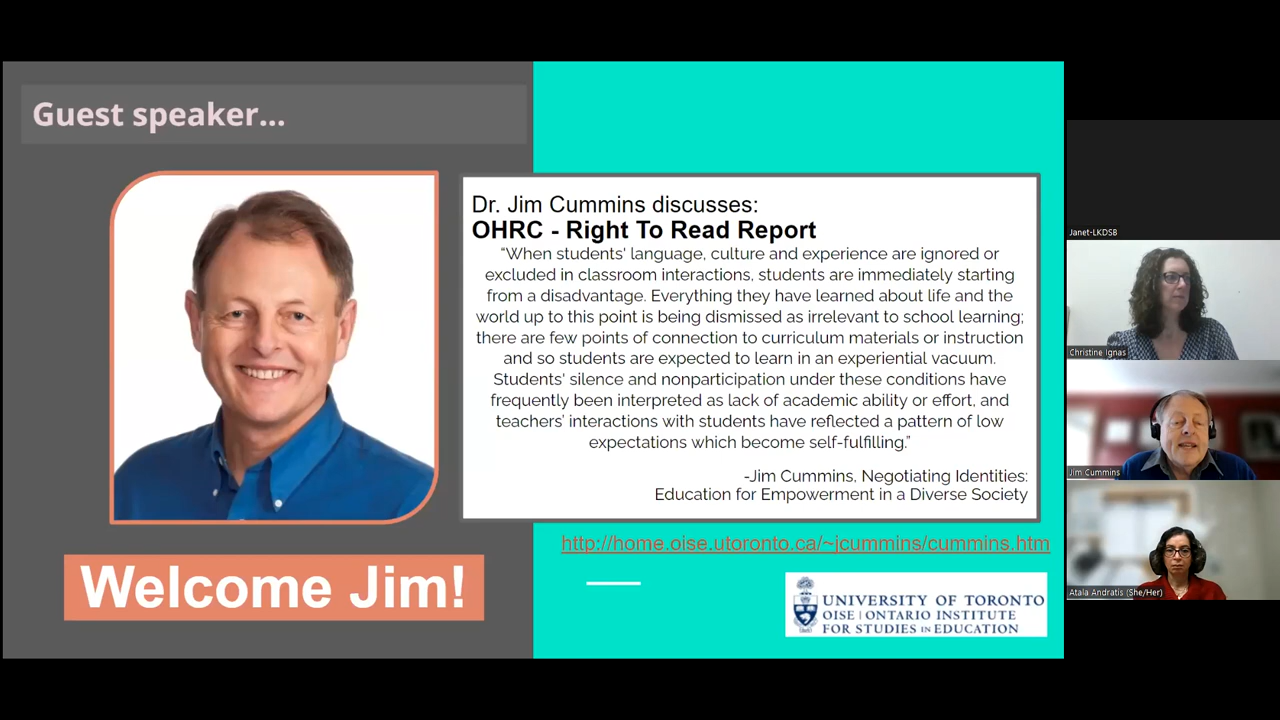 Guest speaker...
Dr. Jim Cummins discusses:
OHRC - Right To Read Report
“When students' language, culture and experience are ignored or
excluded in classroom interactions, students are immediately starting
from a disadvantage. Everything they have learned about life and the
world up to this point is being dismissed as irrelevant to school learning;
there are few points of connection to curriculum materials or instruction
and so students are expected to learn in an experiential vacuum.
Students' silence and nonparticipation under these conditions have
frequently been interpreted as lack of academic ability or effort, and
teachers' interactions with students have reflected a pattern of low
expectations which become self-fulfilling.”
-Jim Cummins, Negotiating Identities:
Education for Empowerment in a Diverse Society
http://home.oise.utoronto.ca/~jcummins/cummins.htm
Welcome Jim!
UNIVERSITY OF TORONTO
OISE | ONTARIO INSTITUTE
FOR STUDIES IN EDUCATION
Janet-LKDSB
Christine Ignas
Jim Cummins
Atala Andratis (She/Her)